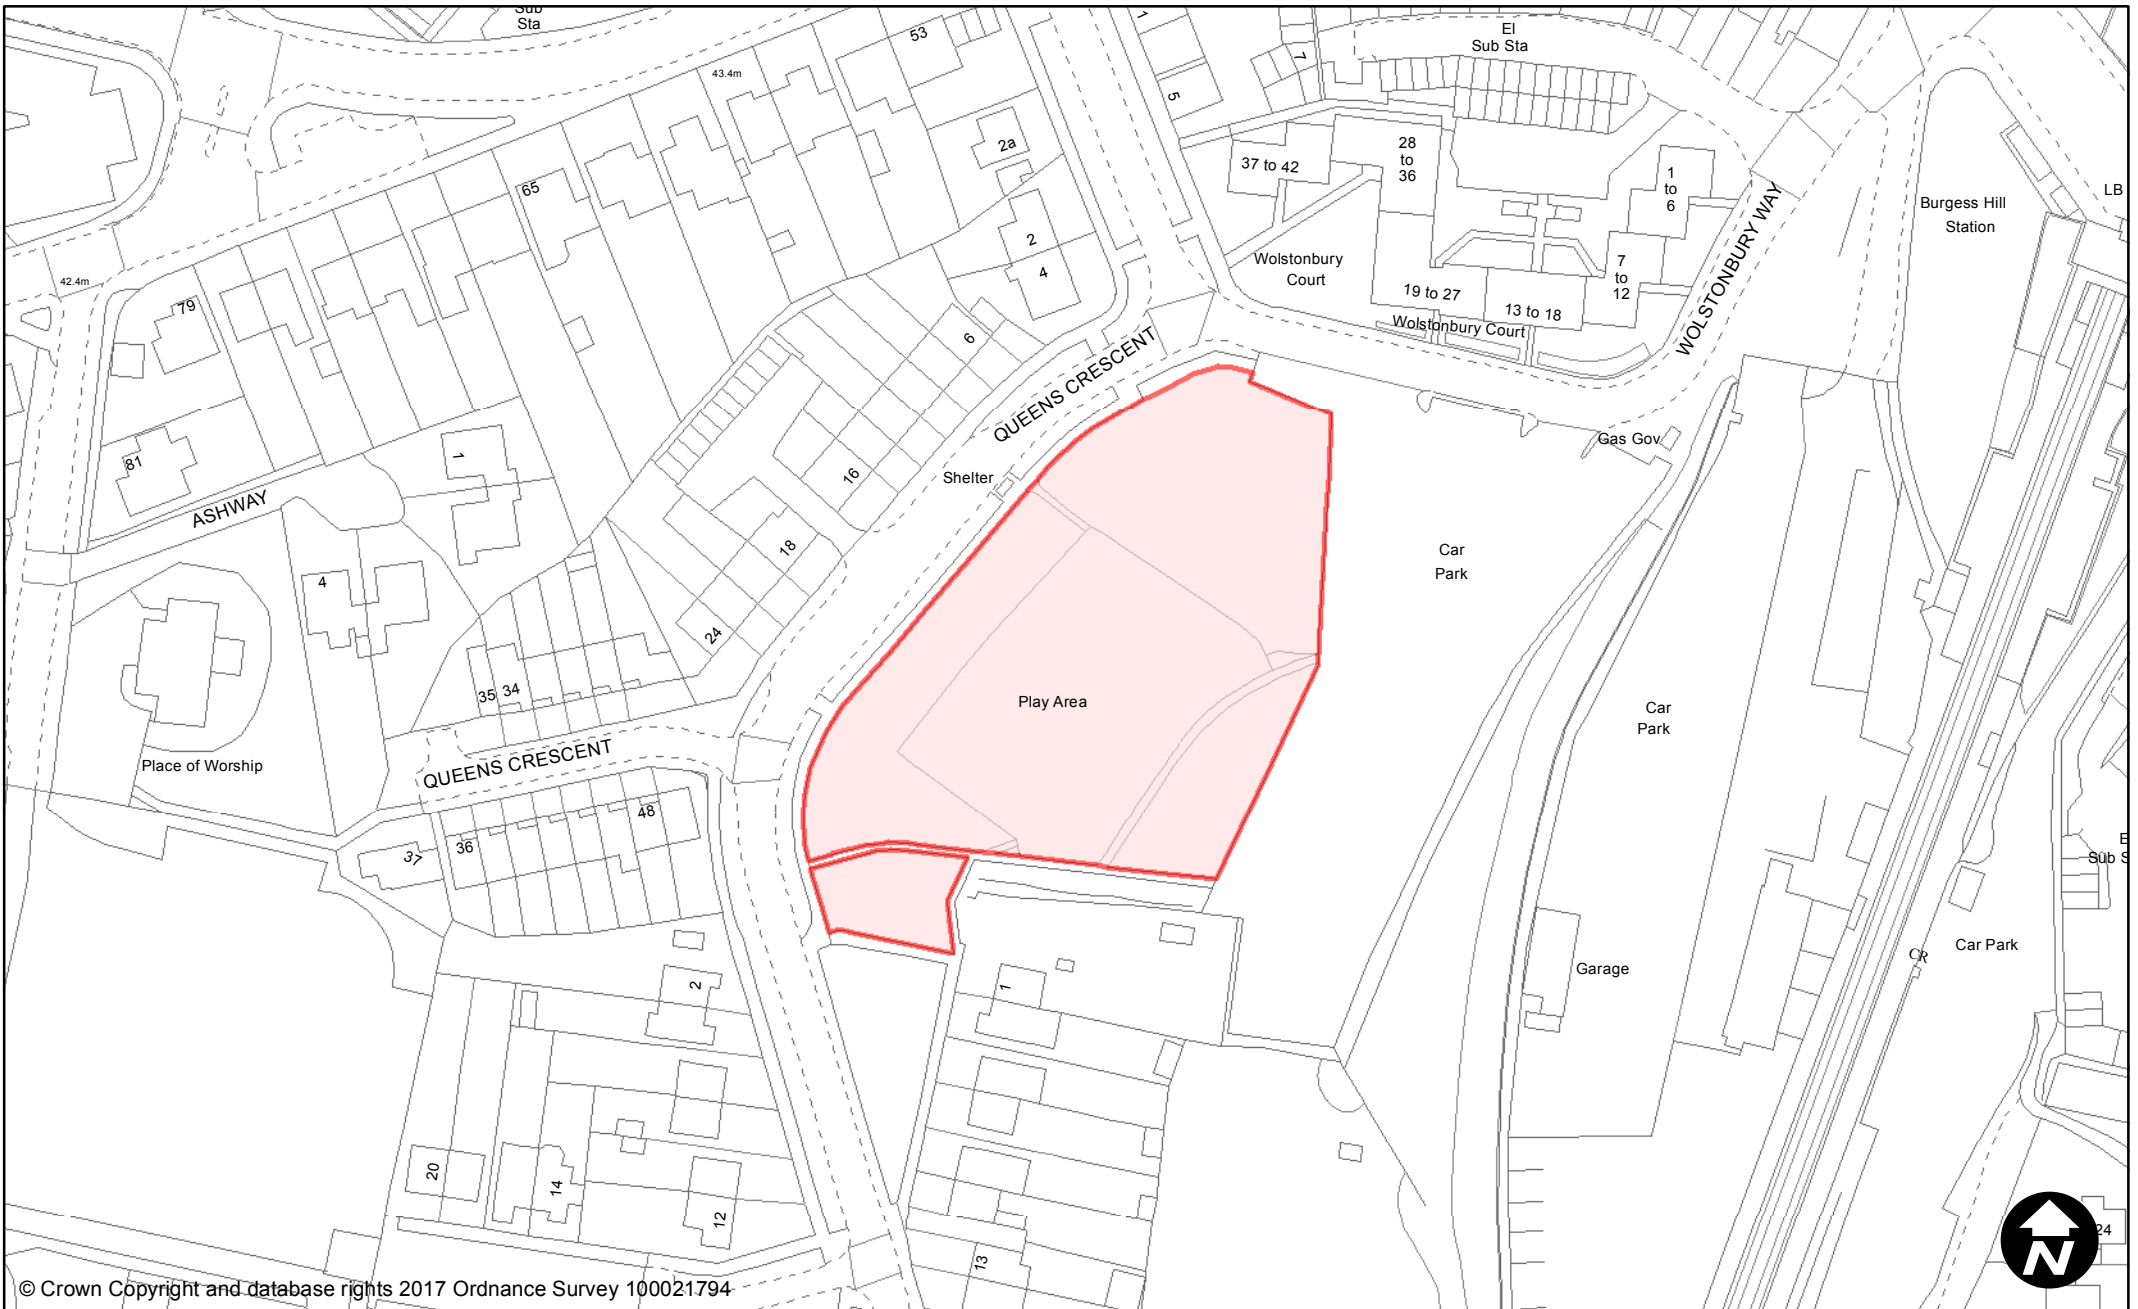 Sub
Sta
53
43.4m
1
5
7
El
Sub Sta
2a
65
2
4
37 to 42
28
to
36
1
to
6
Burgess Hill
Station
LB
WOLSTONBURY WAY
Wolstonbury
Court
7
to
12
19 to 27
13 to 18
Wolstonbury Court
42.4m
79
6
QUEENS CRESCENT
81
1
ASHWAY
16
Shelter
Gas Gov
18
Car
Park
4
24
35
34
Play Area
Car
Park
Place of Worship
QUEENS CRESCENT
48
37
36
Sub S
Car Park
CR
Garage
2
1
20
14
12
13
24
N
© Crown Copyright and database rights 2017 Ordnance Survey 100021794